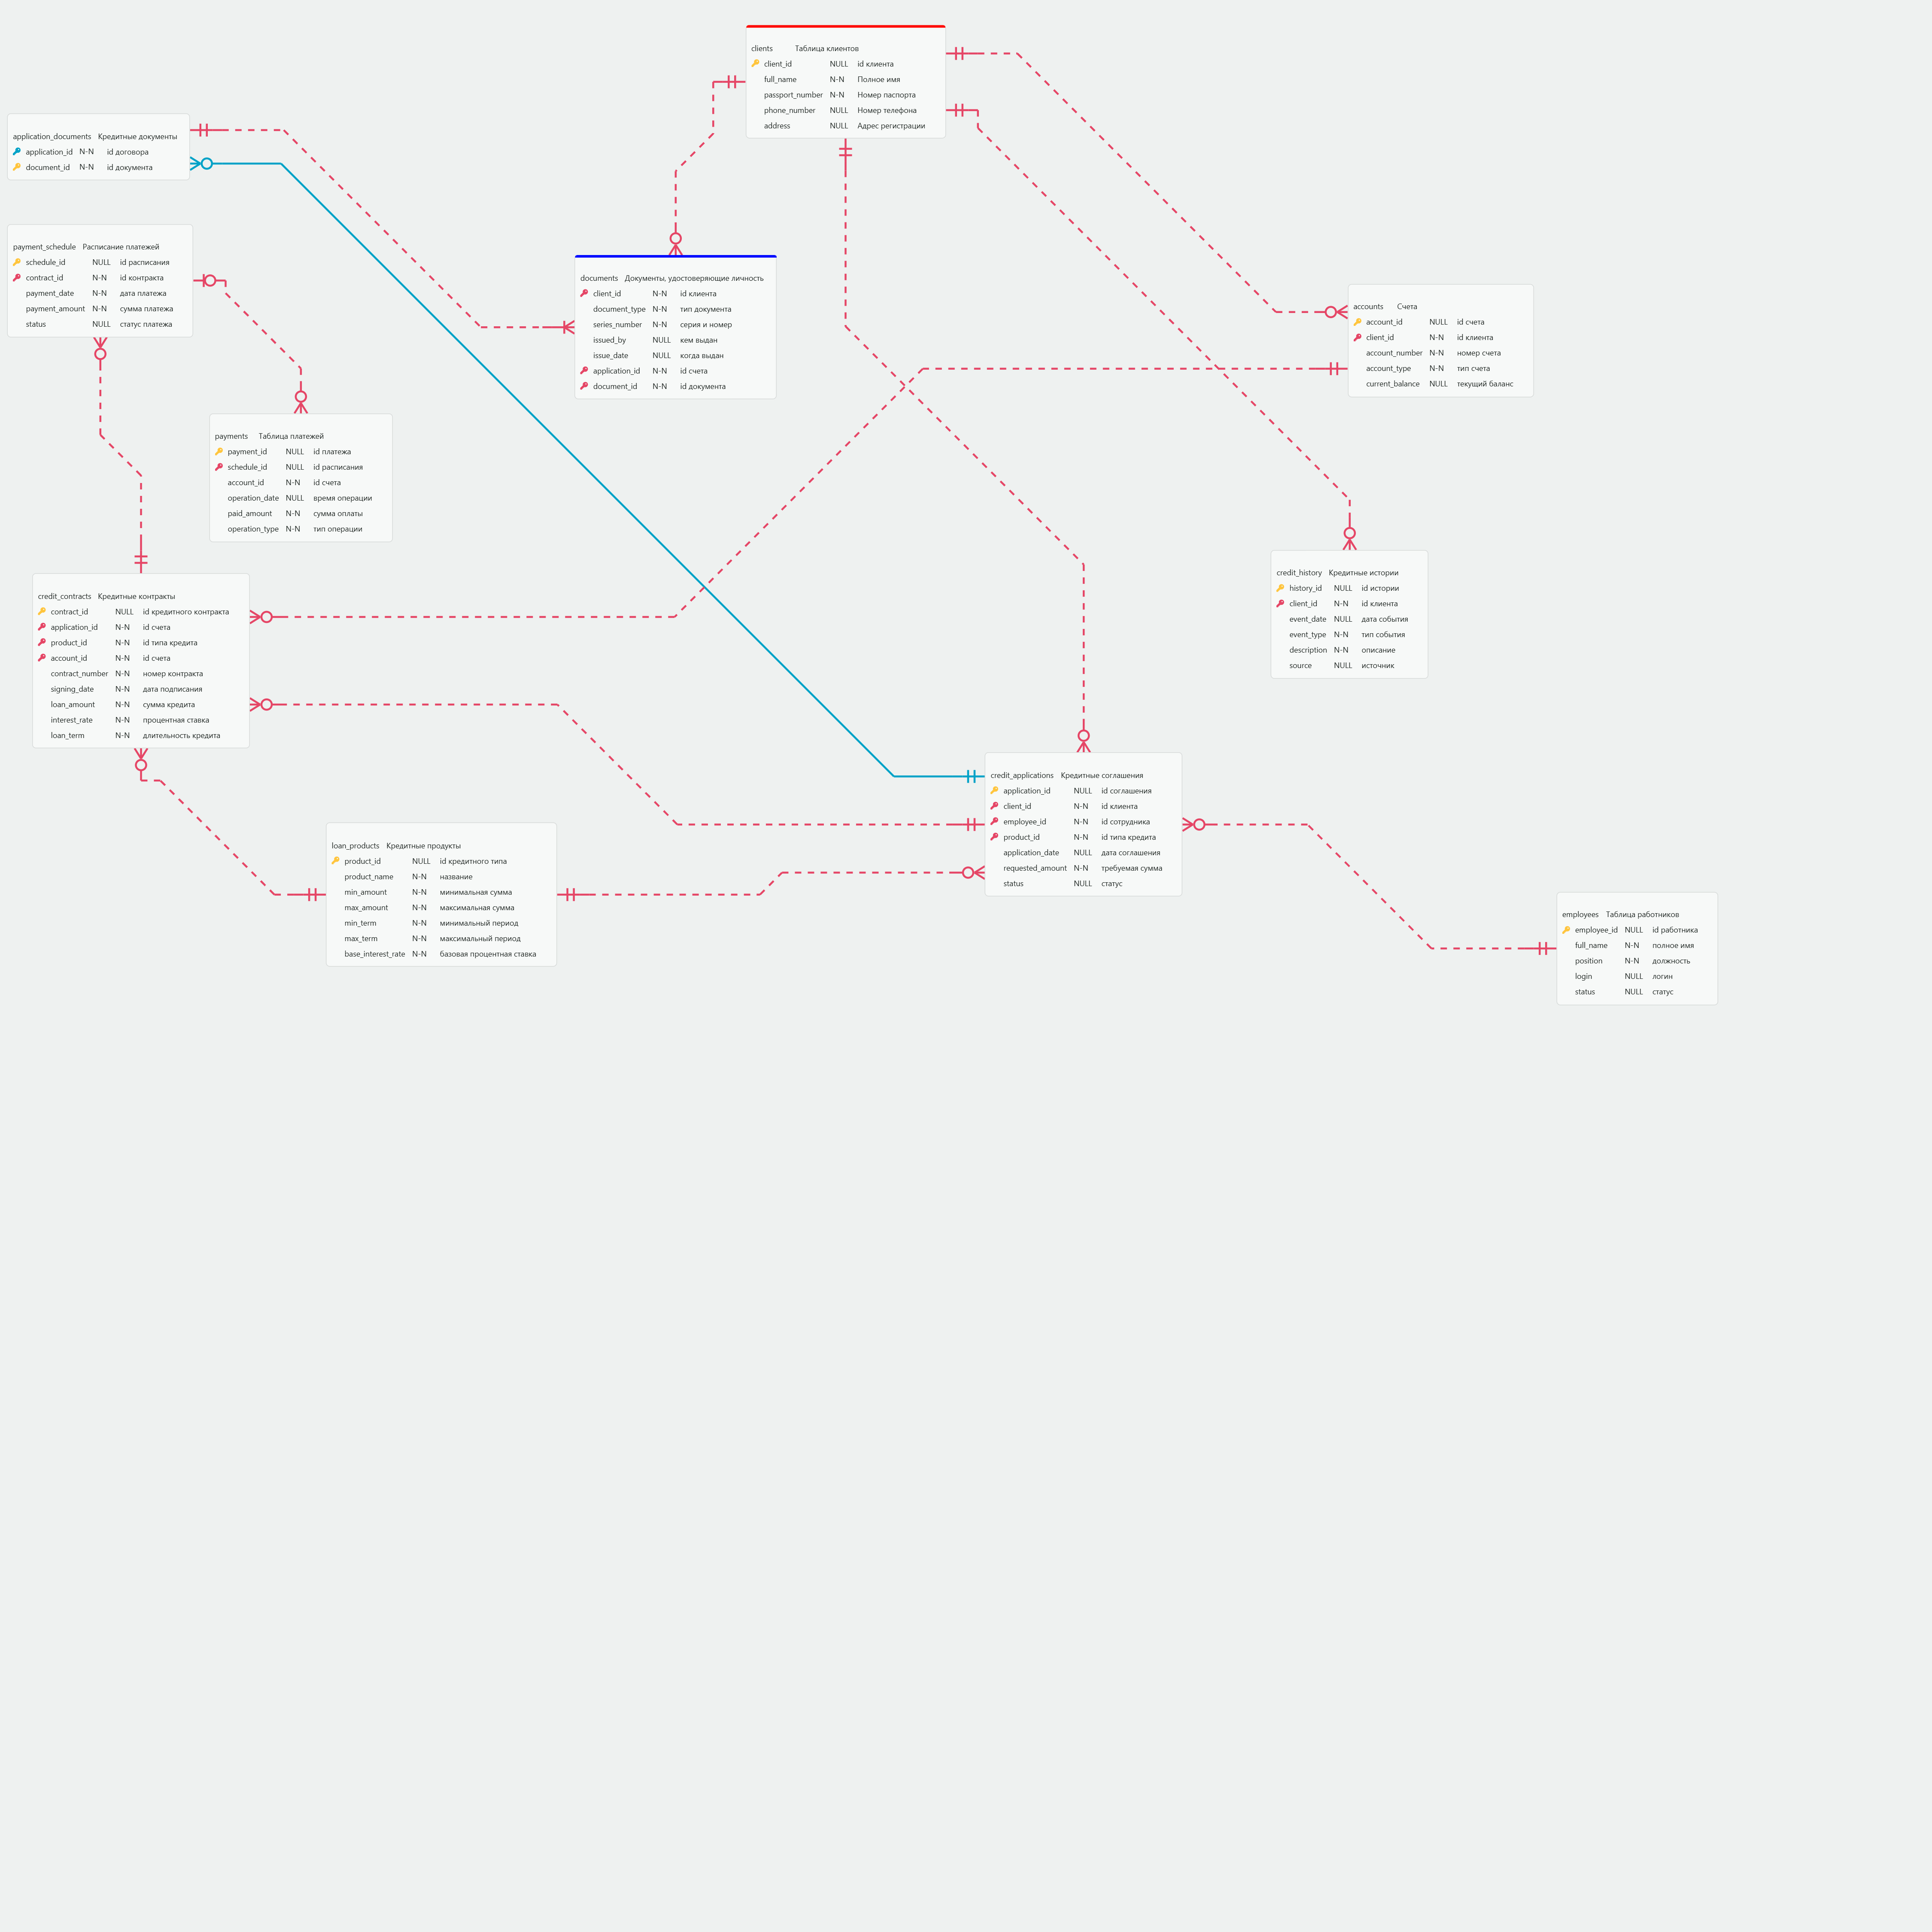 clients Таблица клиентов
client_id NULL id клиента
full_name N-N Полное имя
passport_number N-N Номер паспорта
phone_number NULL Номер телефона
address NULL Адрес регистрации
application_documents Кредитные документы
application_id N-N id договора
document_id N-N id документа
payment_schedule Расписание платежей
schedule_id NULL id расписания
contract_id N-N id контракта
payment_date N-N дата платежа
payment_amount N-N сумма платежа
status NULL статус платежа
documents Документы, удостоверяющие личность
client_id N-N id клиента
document_type N-N тип документа
series_number N-N серия и номер
issued_by NULL кем выдан
issue_date NULL когда выдан
application_id N-N id счета
document_id N-N id документа
accounts Счета
account_id NULL id счета
client_id N-N id клиента
account_number N-N номер счета
account_type N-N тип счета
current_balance NULL текущий баланс
payments Таблица платежей
payment_id NULL id платежа
schedule_id NULL id расписания
account_id N-N id счета
operation_date NULL время операции
paid_amount N-N сумма оплаты
operation_type N-N тип операции
credit_history Кредитные истории
history_id NULL id истории
client_id N-N id клиента
event_date NULL дата события
event_type N-N тип события
description N-N описание
source NULL источник
credit_contracts Кредитные контракты
contract_id NULL id кредитного контракта
application_id N-N id счета
product_id N-N id типа кредита
account_id N-N id счета
contract_number N-N номер контракта
signing_date N-N дата подписания
loan_amount N-N сумма кредита
interest_rate N-N процентная ставка
loan_term N-N длительность кредита
credit_applications Кредитные соглашения
application_id NULL id соглашения
client_id N-N id клиента
employee_id N-N id сотрудника
product_id N-N id типа кредита
application_date NULL дата соглашения
requested_amount N-N требуемая сумма
status NULL статус
loan_products Кредитные продукты
product_id NULL id кредитного типа
product_name N-N название
min_amount N-N минимальная сумма
max_amount N-N максимальная сумма
min_term N-N минимальный период
max_term N-N максимальный период
base_interest_rate N-N базовая процентная ставка
employees Таблица работников
employee_id NULL id работника
full_name N-N полное имя
position N-N должность
login NULL логин
status NULL статус